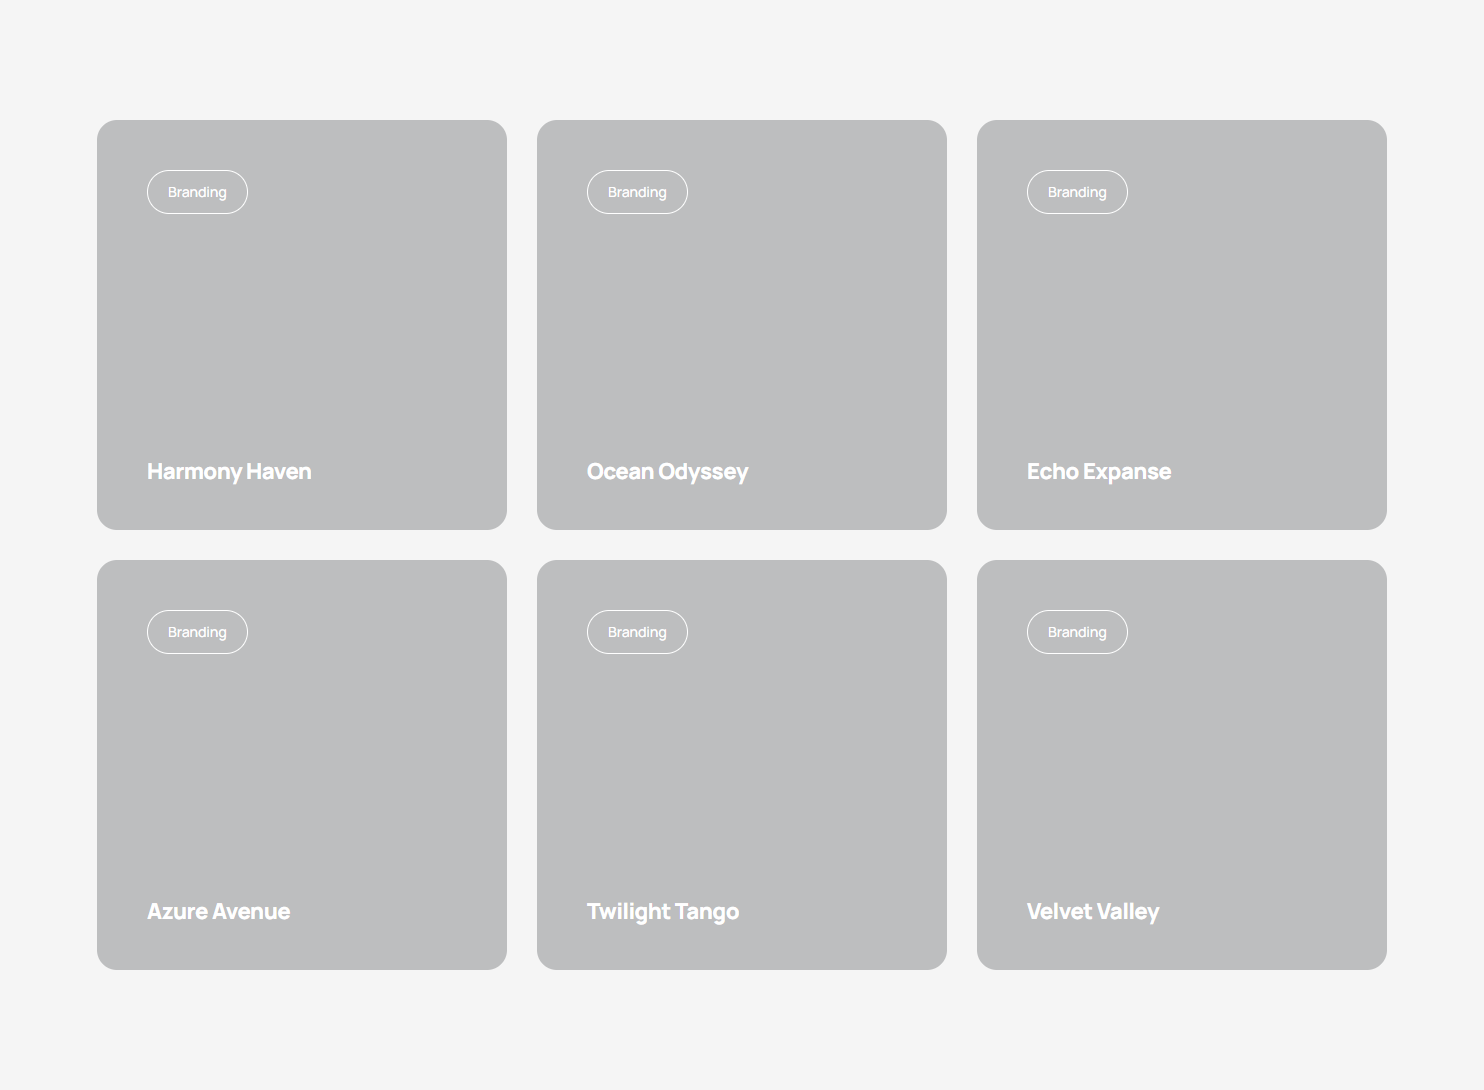 Branding
Branding
Branding
Harmony Haven
Ocean Odyssey
Echo Expanse
Branding
Branding
Branding
Azure Avenue
Twilight Tango
Velvet Valley